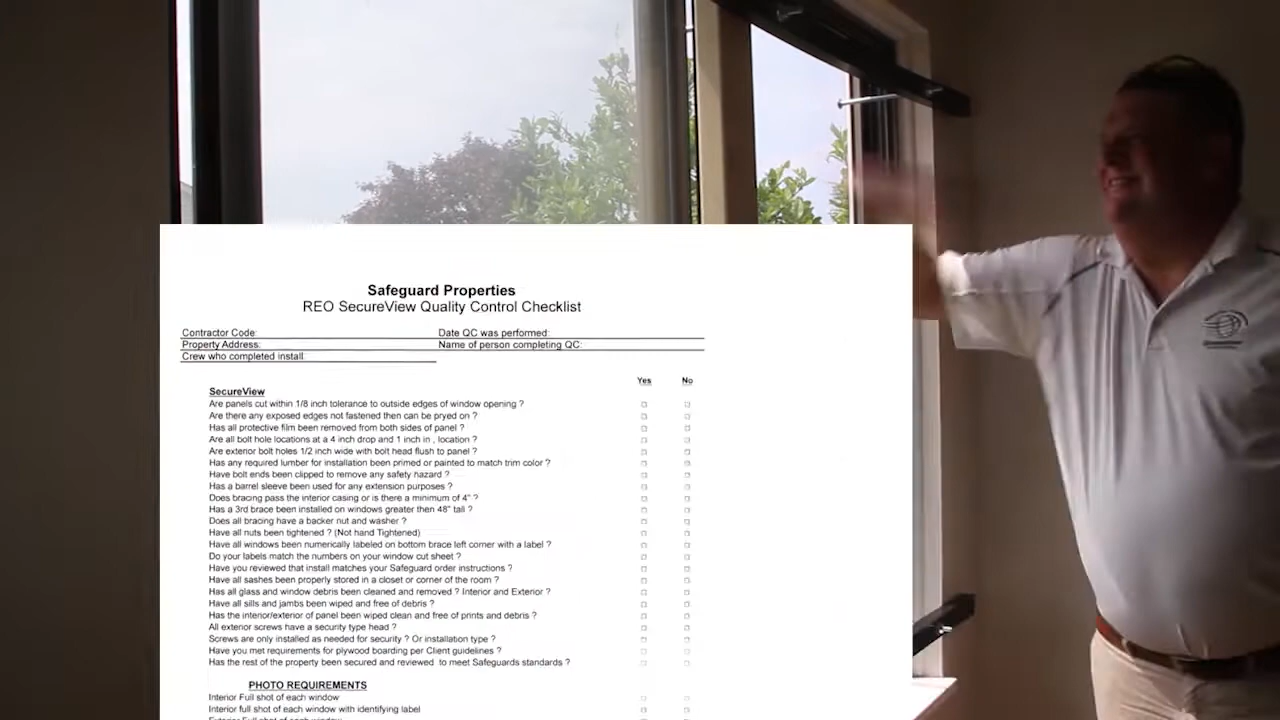 Safeguard Properties
REO SecureView Quality Control Checklist
Contractor Code: Date QC was performed:
Property Address: Name of person completing QC:
Crew who completed install:
Yes No
SecureView
Are panels cut within 1/8 inch tolerance to outside edges of window opening ?
Are there any exposed edges not fastened then can be pryed on ?
Has all protective film been removed from both sides of panel ?
Are all bolt hole locations at a 4 inch drop and 1 inch in , location ?
Are exterior bolt holes 1/2 inch wide with bolt head flush to panel ?
Has any required lumber for installation been primed or painted to match trim color ?
Have bolt ends been clipped to remove any safety hazard ?
Has a barrel sleeve been used for any extension purposes ?
Does bracing pass the interior casing or is there a minimum of 4" ?
Has a 3rd brace been installed on windows greater then 48" tall ?
Does all bracing have a backer nut and washer ?
Have all nuts been tightened ? (Not hand Tightened)
Have all windows been numerically labeled on bottom brace left corner with a label ?
Do your labels match the numbers on your window cut sheet ?
Have you reviewed that install matches your Safeguard order instructions ?
Have all sashes been properly stored in a closet or corner of the room ?
Has all glass and window debris been cleaned and removed ? Interior and Exterior ?
Have all sills and jambs been wiped and free of debris ?
Has the interior/exterior of panel been wiped clean and free of prints and debris ?
All exterior screws have a security type head ?
Screws are only installed as needed for security ? Or installation type ?
Have you met requirements for plywood boarding per Client guidelines ?
Has the rest of the property been secured and reviewed to meet Safeguards standards ?
PHOTO REQUIREMENTS
Interior Full shot of each window
Interior full shot of each window with identifying label
Exterior Full shot of each window